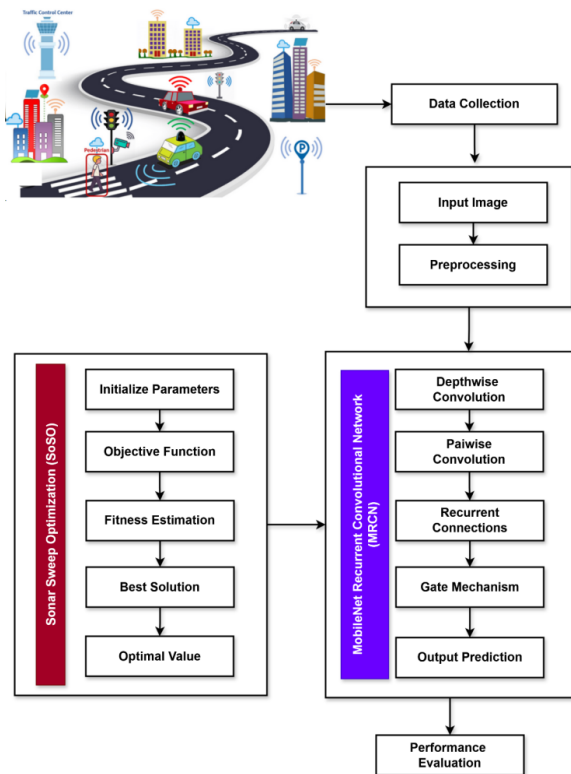 Traffic Control Center
Pedestrian
P
Data Collection
Input Image
Preprocessing
Sonar Sweep Optimization (SoSO)
Initialize Parameters
Objective Function
Fitness Estimation
Best Solution
Optimal Value
MobileNet Recurrent Convolutional Network
(MRCN)
Depthwise
Convolution
Paiwise
Convolution
Recurrent
Connections
Gate Mechanism
Output Prediction
Performance
Evaluation